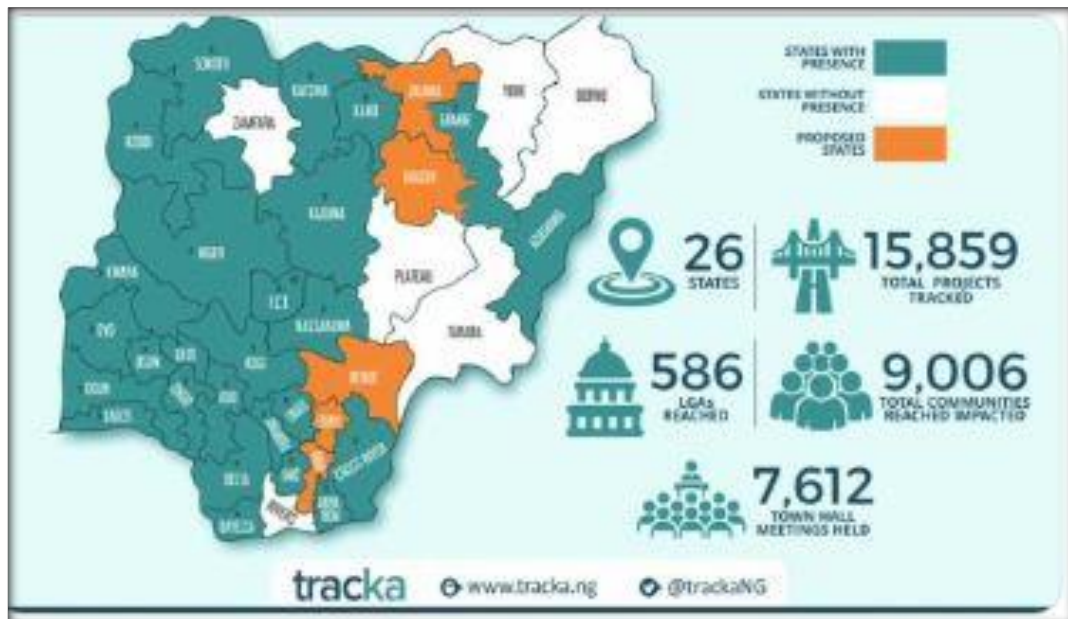 STATES WITH
PRESENCE
STATES WITHOUT
PRESENCE
PROPOSED
STATES
SOKOTO
KATSINA
KANO
JIGAWA
YOBE
BORNO
ZAMFARA
KEBBI
BAUCHI
KADUNA
ADAMAWA
NIGER
PLATEAU
KWARA
F.C.T
NASSARAWA
TARABA
OYO
OSUN
EKITI
KOGI
BENUE
OGUN
LAGOS
EDO
DELTA
CROSS RIVER
BAYELSA
RIVERS
26
STATES
15,859
TOTAL PROJECTS
TRACKED
586
LGAs
REACHED
9,006
TOTAL COMMUNITIES
REACHED IMPACTED
7,612
TOWN HALL
MEETINGS HELD
tracka
www.tracka.ng
@trackaNG